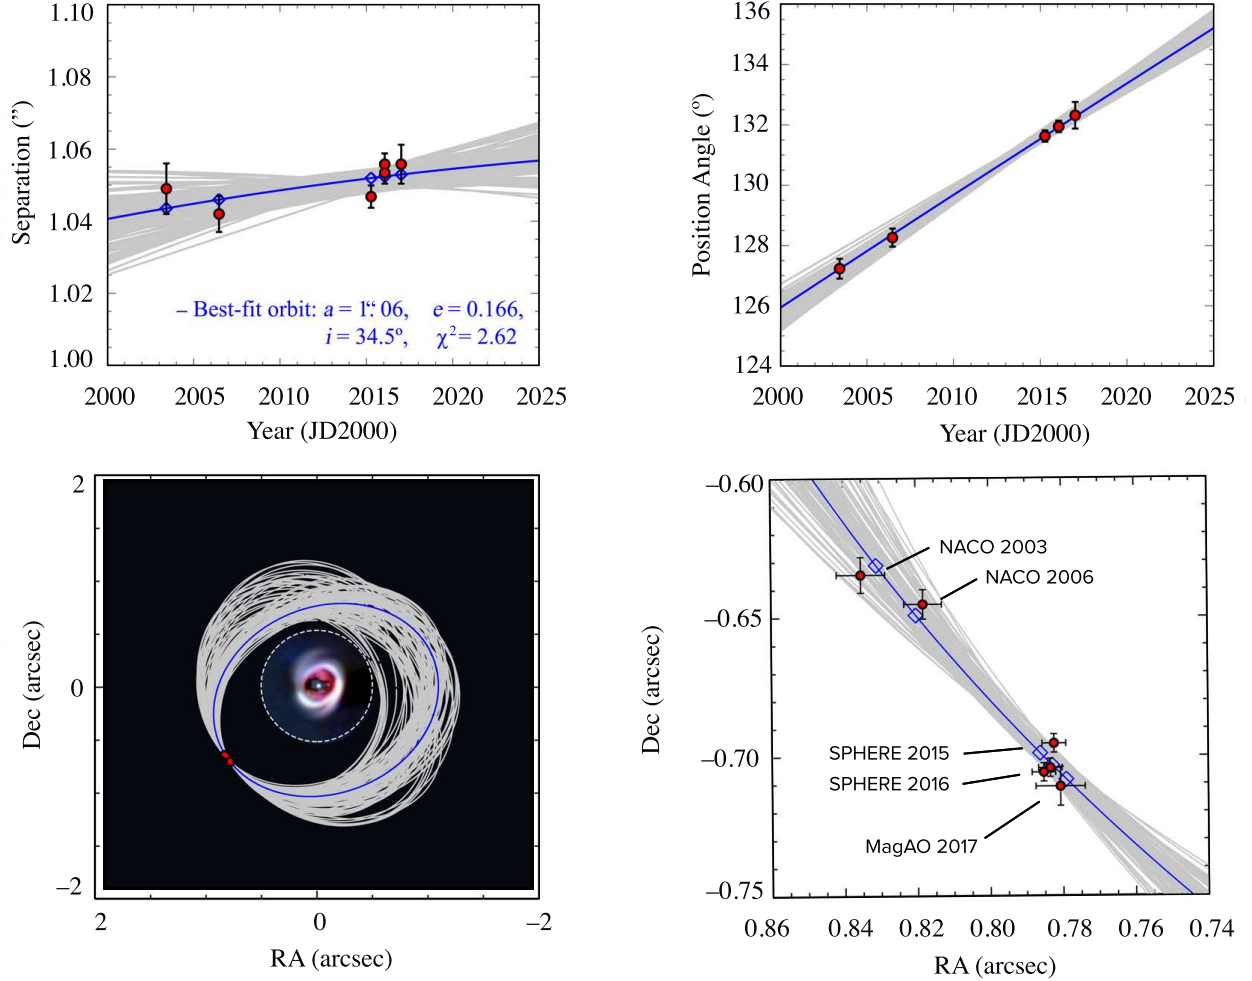 1.10
1.08
1.06
1.04
1.02
1.00
Separation (”)
– Best-fit orbit: a = 1“. 06, e = 0.166,
i = 34.5º, χ² = 2.62
2000 2005 2010 2015 2020 2025
Year (JD2000)
136
134
132
130
128
126
124
Position Angle (º)
2000 2005 2010 2015 2020 2025
Year (JD2000)
2
0
–2
Dec (arcsec)
2 1 0 –2
RA (arcsec)
–0.60
–0.65
–0.70
–0.75
Dec (arcsec)
NACO 2003
NACO 2006
SPHERE 2015
SPHERE 2016
MagAO 2017
0.86 0.84 0.82 0.80 0.78 0.76 0.74
RA (arcsec)